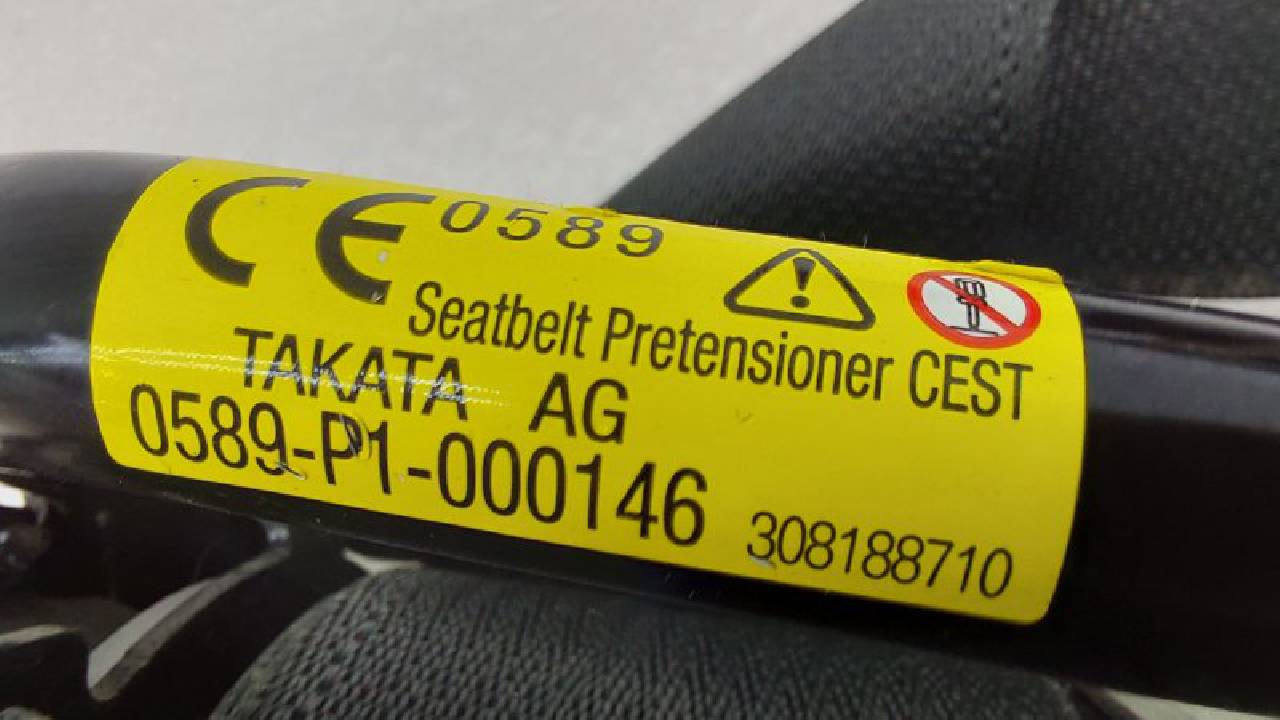 CE 0589
Seatbelt Pretensioner CEST
TAKATA AG
0589-P1-000146
308188710